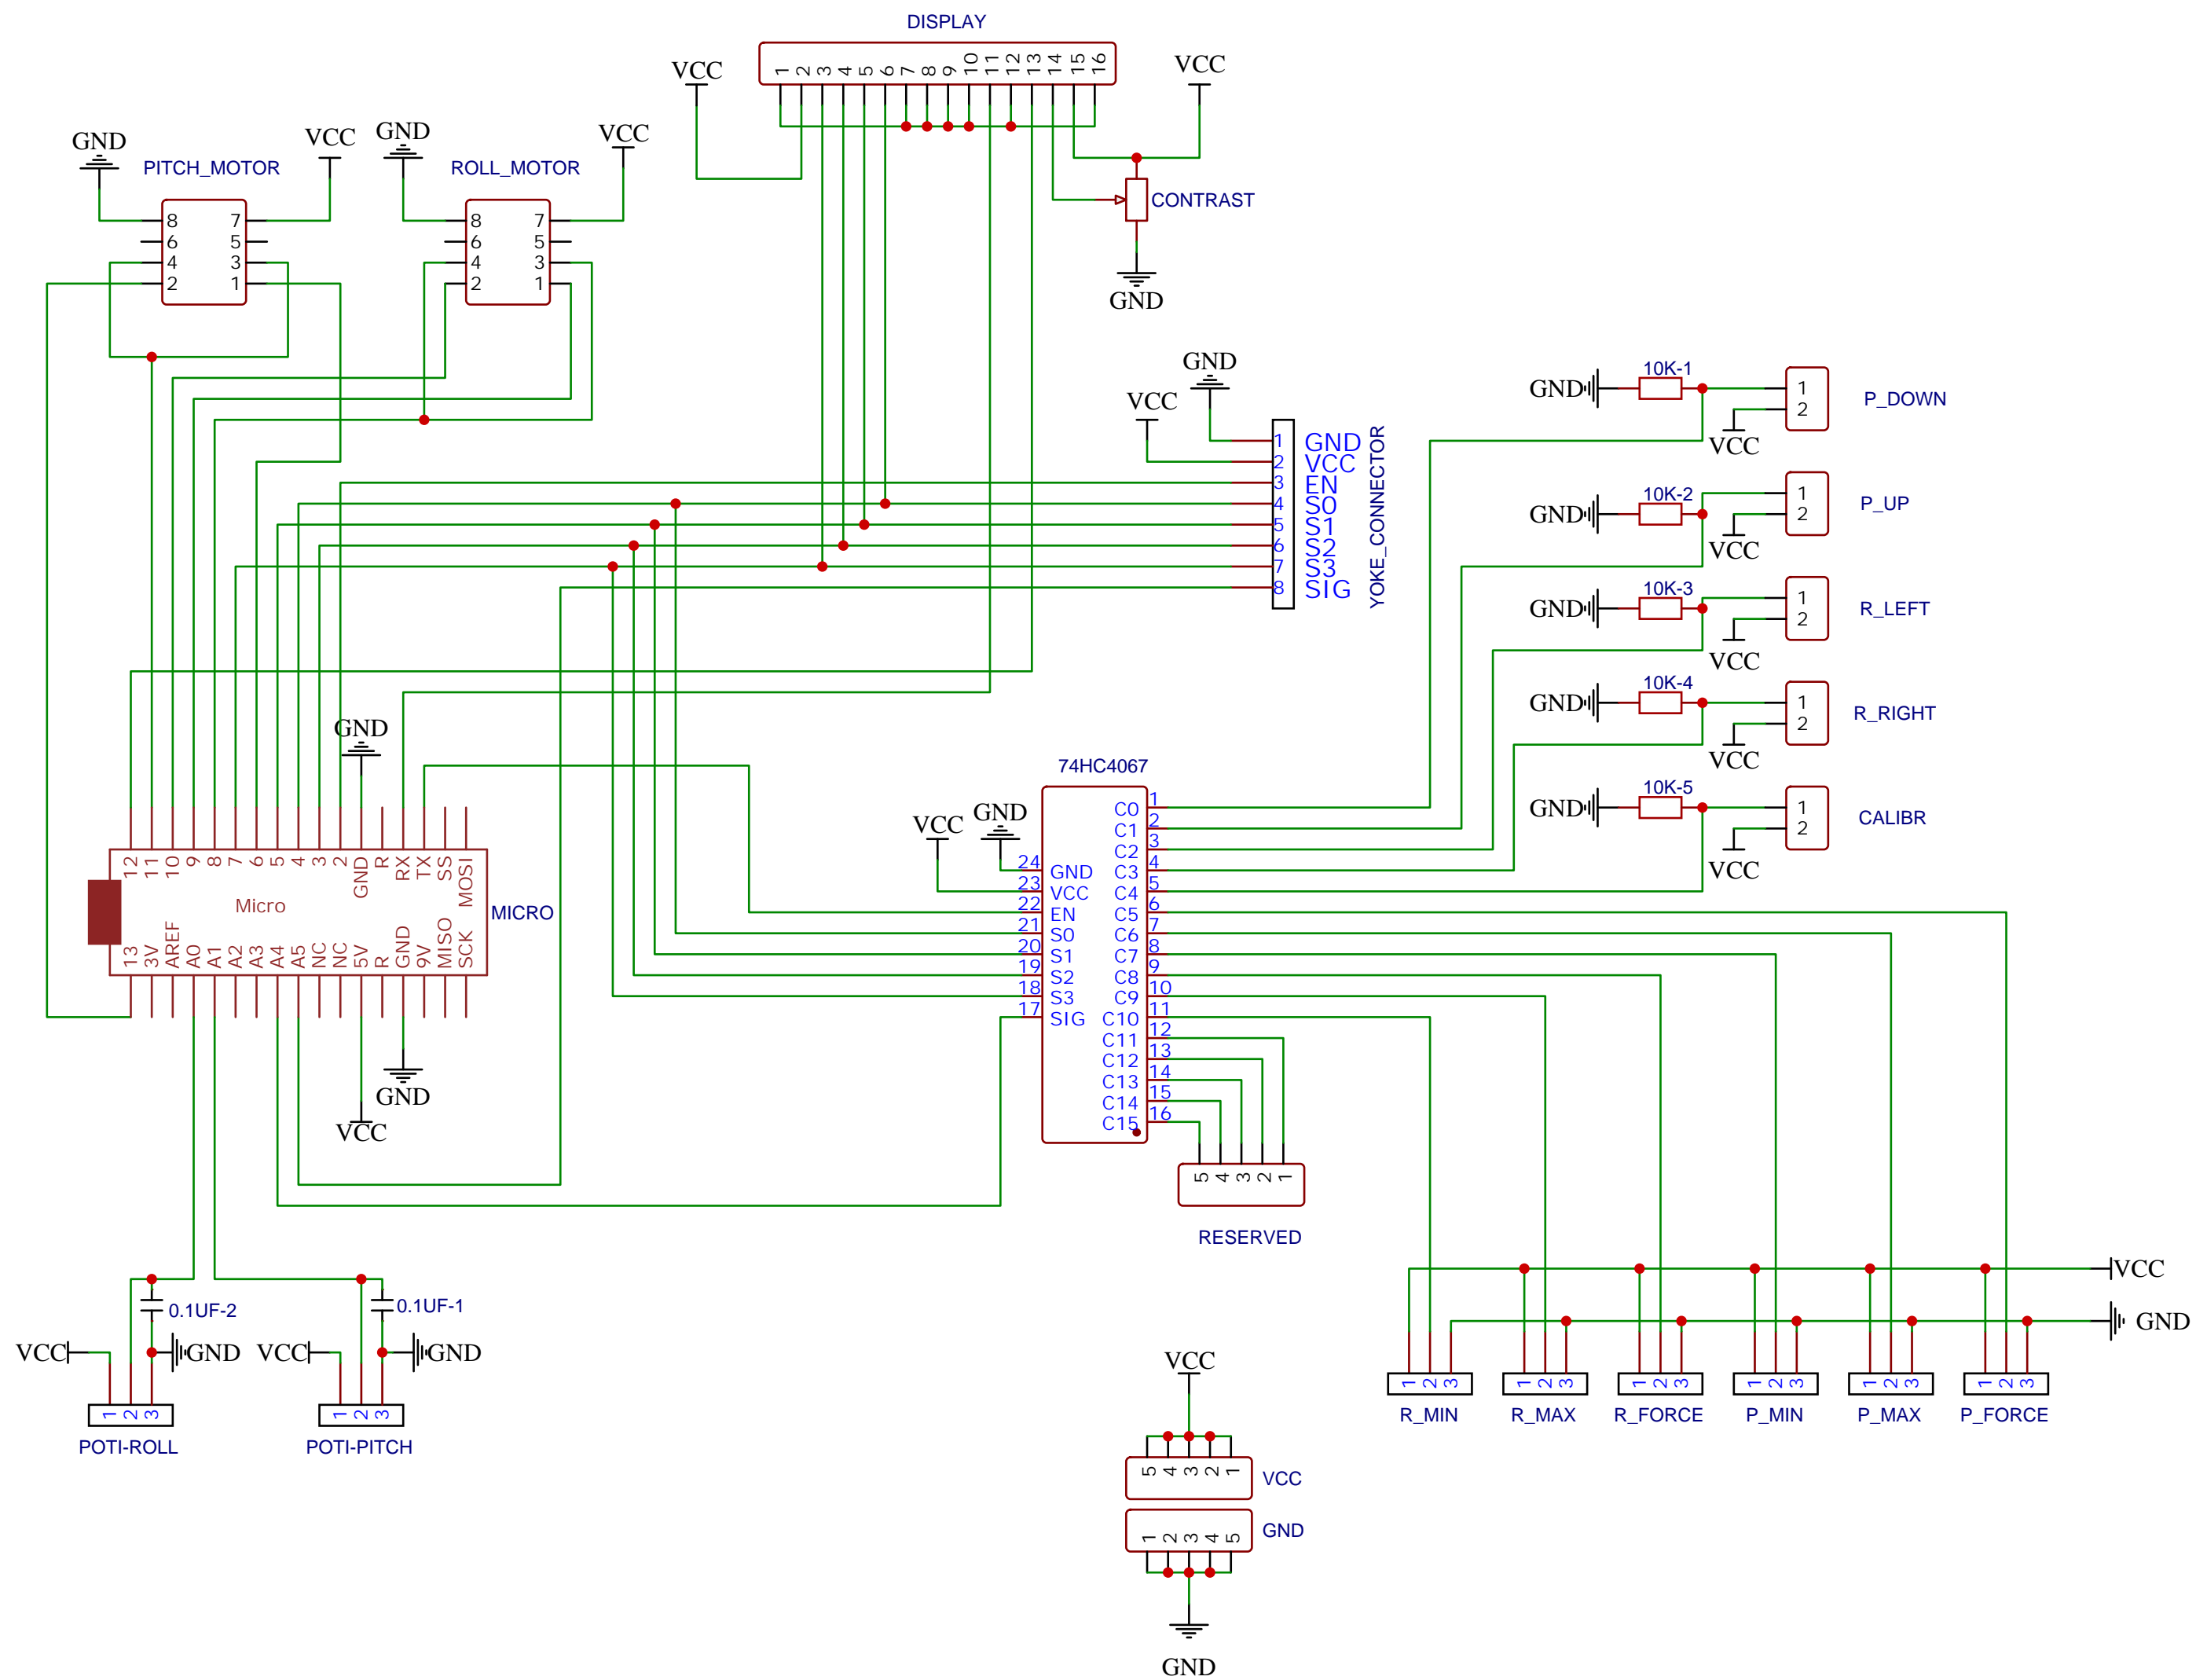 DISPLAY
1 2 3 4 5 6 7 8 9 10 11 12 13 14 15 16
VCC
VCC
CONTRAST
GND
GND
VCC
PITCH_MOTOR
8 7
6 5
4 3
2 1
GND
VCC
ROLL_MOTOR
8 7
6 5
4 3
2 1
GND
VCC
1 GND
2 VCC
3 EN
4 S0
5 S1
6 S2
7 S3
8 SIG
YOKE_CONNECTOR
GND
10K-1
1
2
VCC
P_DOWN
GND
10K-2
1
2
VCC
P_UP
GND
10K-3
1
2
VCC
R_LEFT
GND
10K-4
1
2
VCC
R_RIGHT
GND
10K-5
1
2
VCC
CALIBR
GND
12 11 10 9 8 7 6 5 4 3 2 GND R RX TX SS MOSI
Micro
MICRO
13 3V AREF A0 A1 A2 A3 A4 A5 NC NC 5V R GND 9V MISO SCK
VCC
GND
74HC4067
VCC
GND
24 GND
23 VCC
22 EN
21 S0
20 S1
19 S2
18 S3
17 SIG
C0 1
C1 2
C2 3
C3 4
C4 5
C5 6
C6 7
C7 8
C8 9
C9 10
C10 11
C11 12
C12 13
C13 14
C14 15
C15 16
5 4 3 2 1
RESERVED
0.1UF-2
VCC
GND
1 2 3
POTI-ROLL
0.1UF-1
VCC
GND
1 2 3
POTI-PITCH
VCC
GND
1 2 3
R_MIN
1 2 3
R_MAX
1 2 3
R_FORCE
1 2 3
P_MIN
1 2 3
P_MAX
1 2 3
P_FORCE
VCC
5 4 3 2 1
VCC
1 2 3 4 5
GND
GND